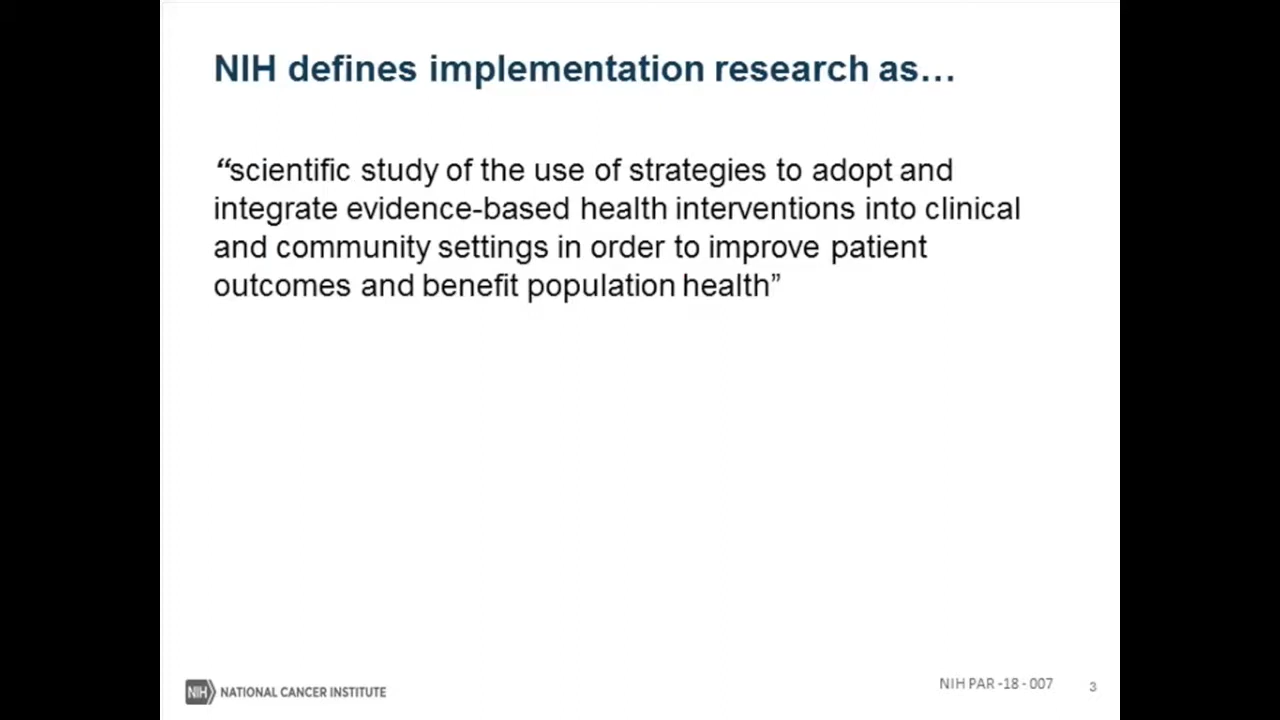 NIH defines implementation research as…
“scientific study of the use of strategies to adopt and
integrate evidence-based health interventions into clinical
and community settings in order to improve patient
outcomes and benefit population health”
NIH NATIONAL CANCER INSTITUTE
NIH PAR -18 - 007
3